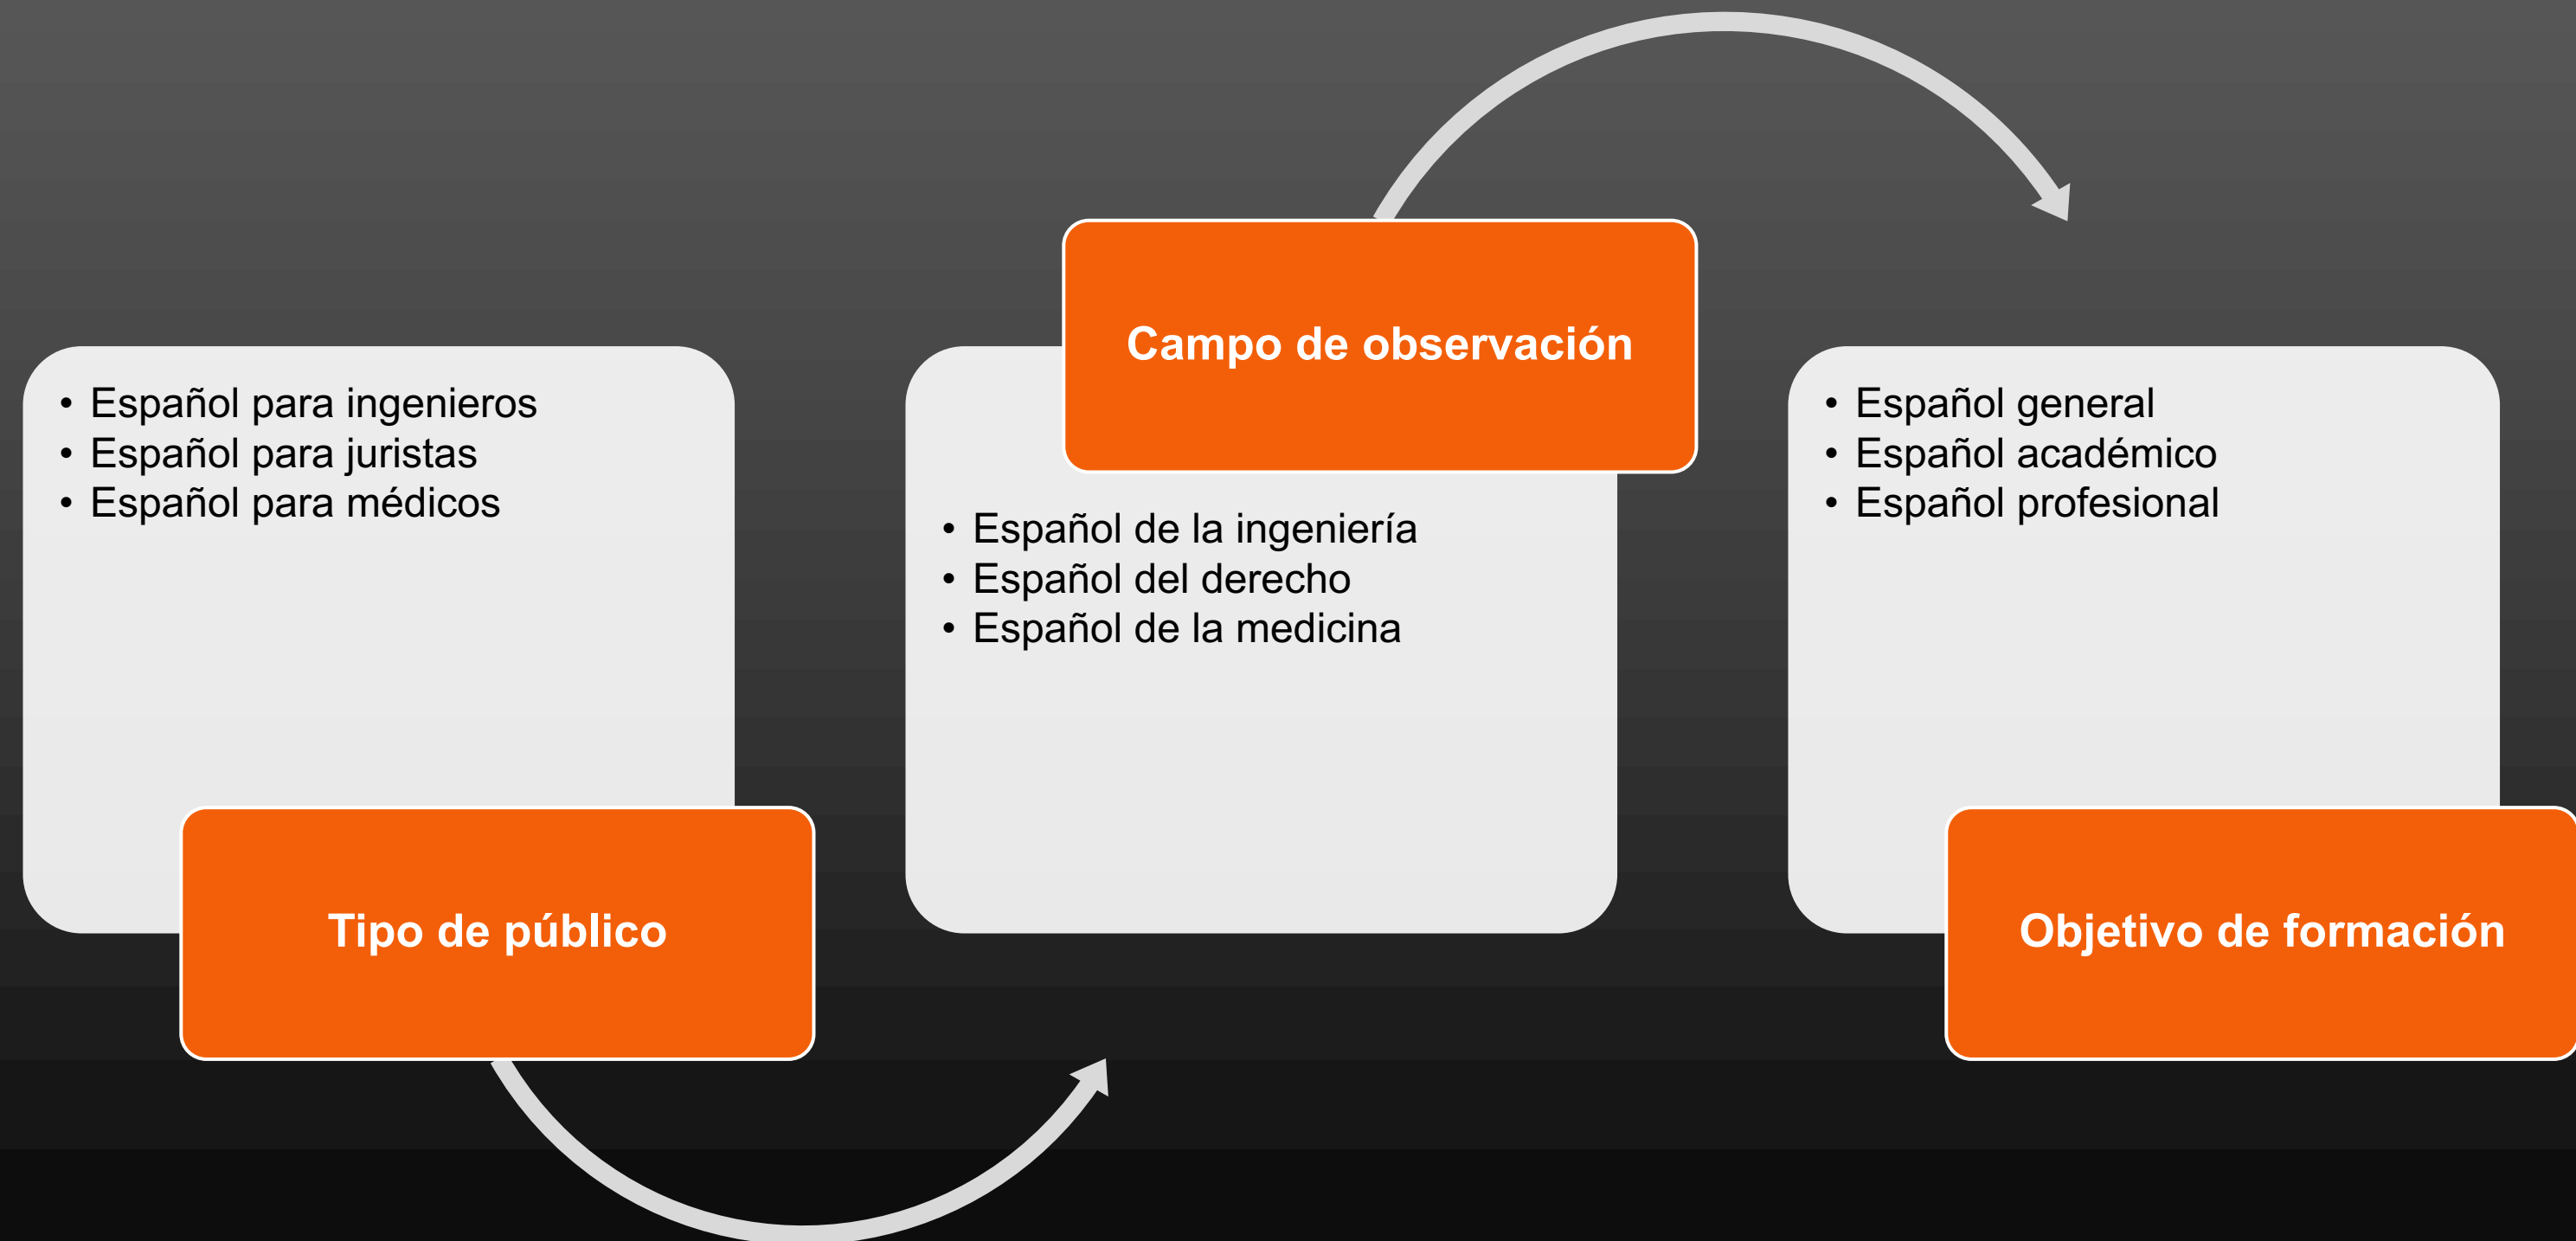 • Español para ingenieros
• Español para juristas
• Español para médicos
Tipo de público
Campo de observación
• Español de la ingeniería
• Español del derecho
• Español de la medicina
• Español general
• Español académico
• Español profesional
Objetivo de formación